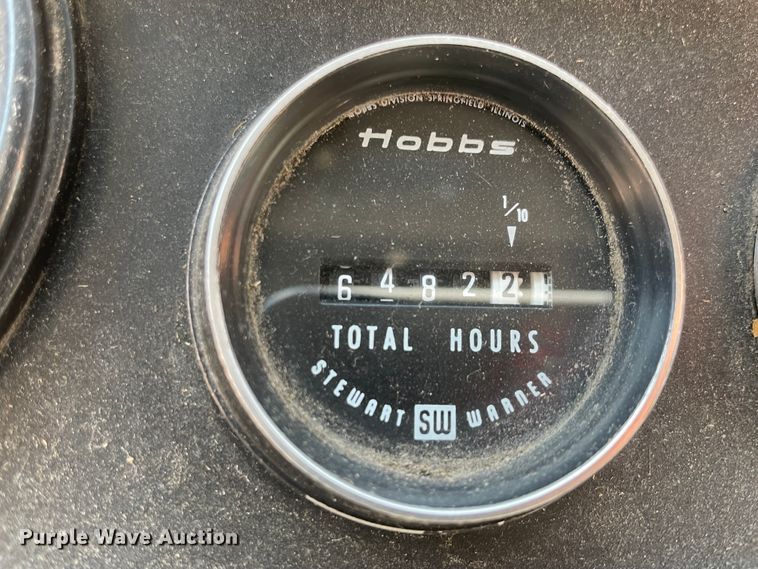 HOBBS DIVISION SPRINGFIELD, ILLINOIS
Hobbs
1/10
6 4 8 2 2
TOTAL HOURS
STEWART SW WARNER
Purple Wave Auction